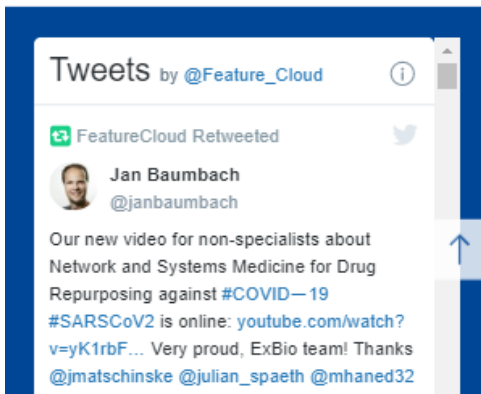 Tweets by @Feature_Cloud
FeatureCloud Retweeted
Jan Baumbach
@janbaumbach
Our new video for non-specialists about
Network and Systems Medicine for Drug
Repurposing against #COVID—19
#SARSCoV2 is online: youtube.com/watch?
v=yK1rbF... Very proud, ExBio team! Thanks
@jmatschinske @julian_spaeth @mhaned32